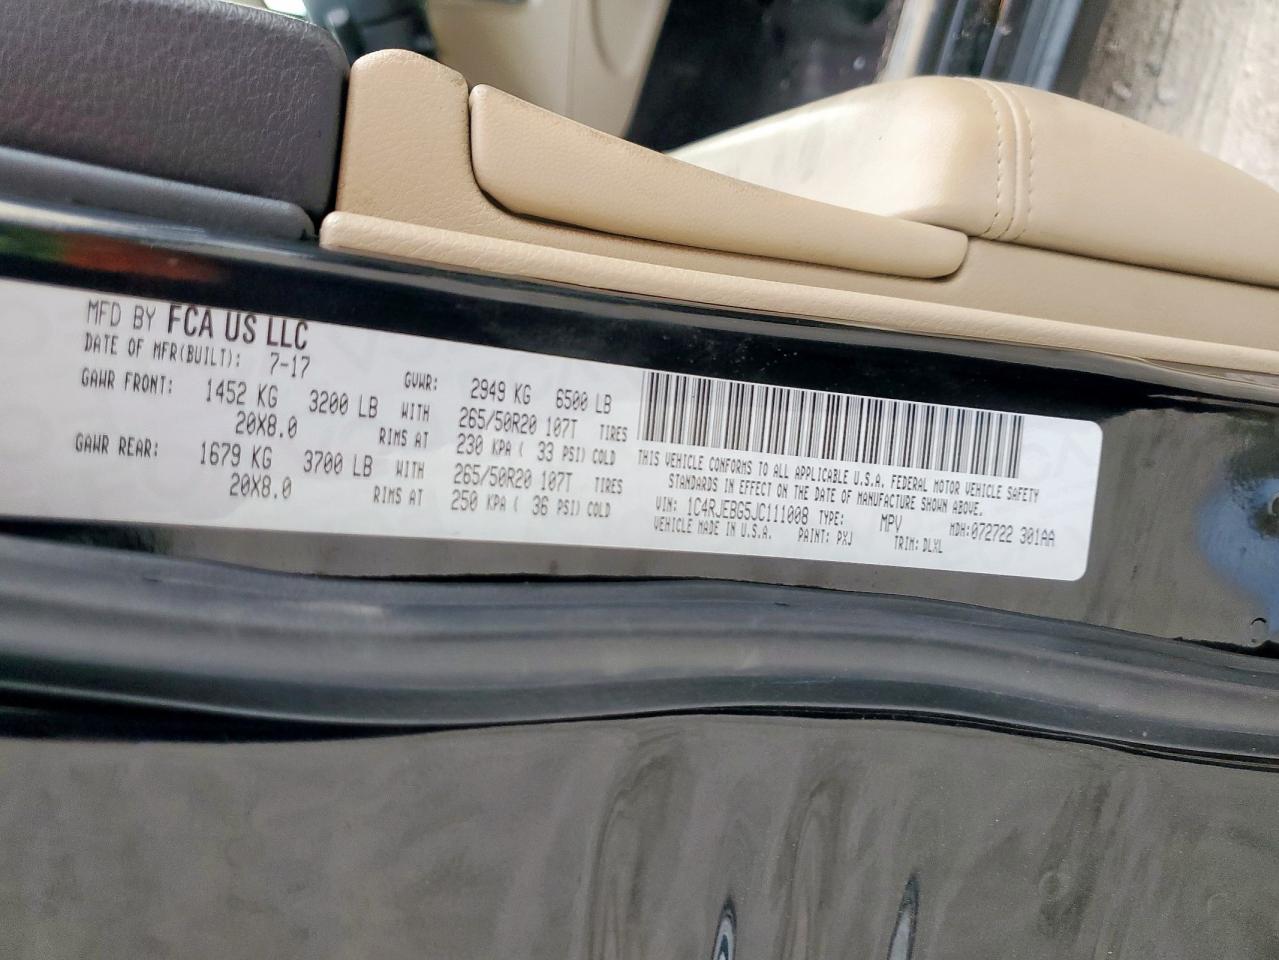 MFD BY FCA US LLC
DATE OF MFR(BUILT): 7-17
GVWR: 2949 KG 6500 LB
GAWR FRONT: 1452 KG 3200 LB WITH 265/50R20 107T TIRES
20X8.0 RIMS AT 230 KPA ( 33 PSI) COLD
GAWR REAR: 1679 KG 3700 LB WITH 265/50R20 107T TIRES
20X8.0 RIMS AT 250 KPA ( 36 PSI) COLD
THIS VEHICLE CONFORMS TO ALL APPLICABLE U.S.A. FEDERAL MOTOR VEHICLE SAFETY
STANDARDS IN EFFECT ON THE DATE OF MANUFACTURE SHOWN ABOVE.
VIN: 1C4RJEBG5JC111008 TYPE: MPV MDH:072722 301AA
VEHICLE MADE IN U.S.A. PAINT: PXJ TRIM: DLXL